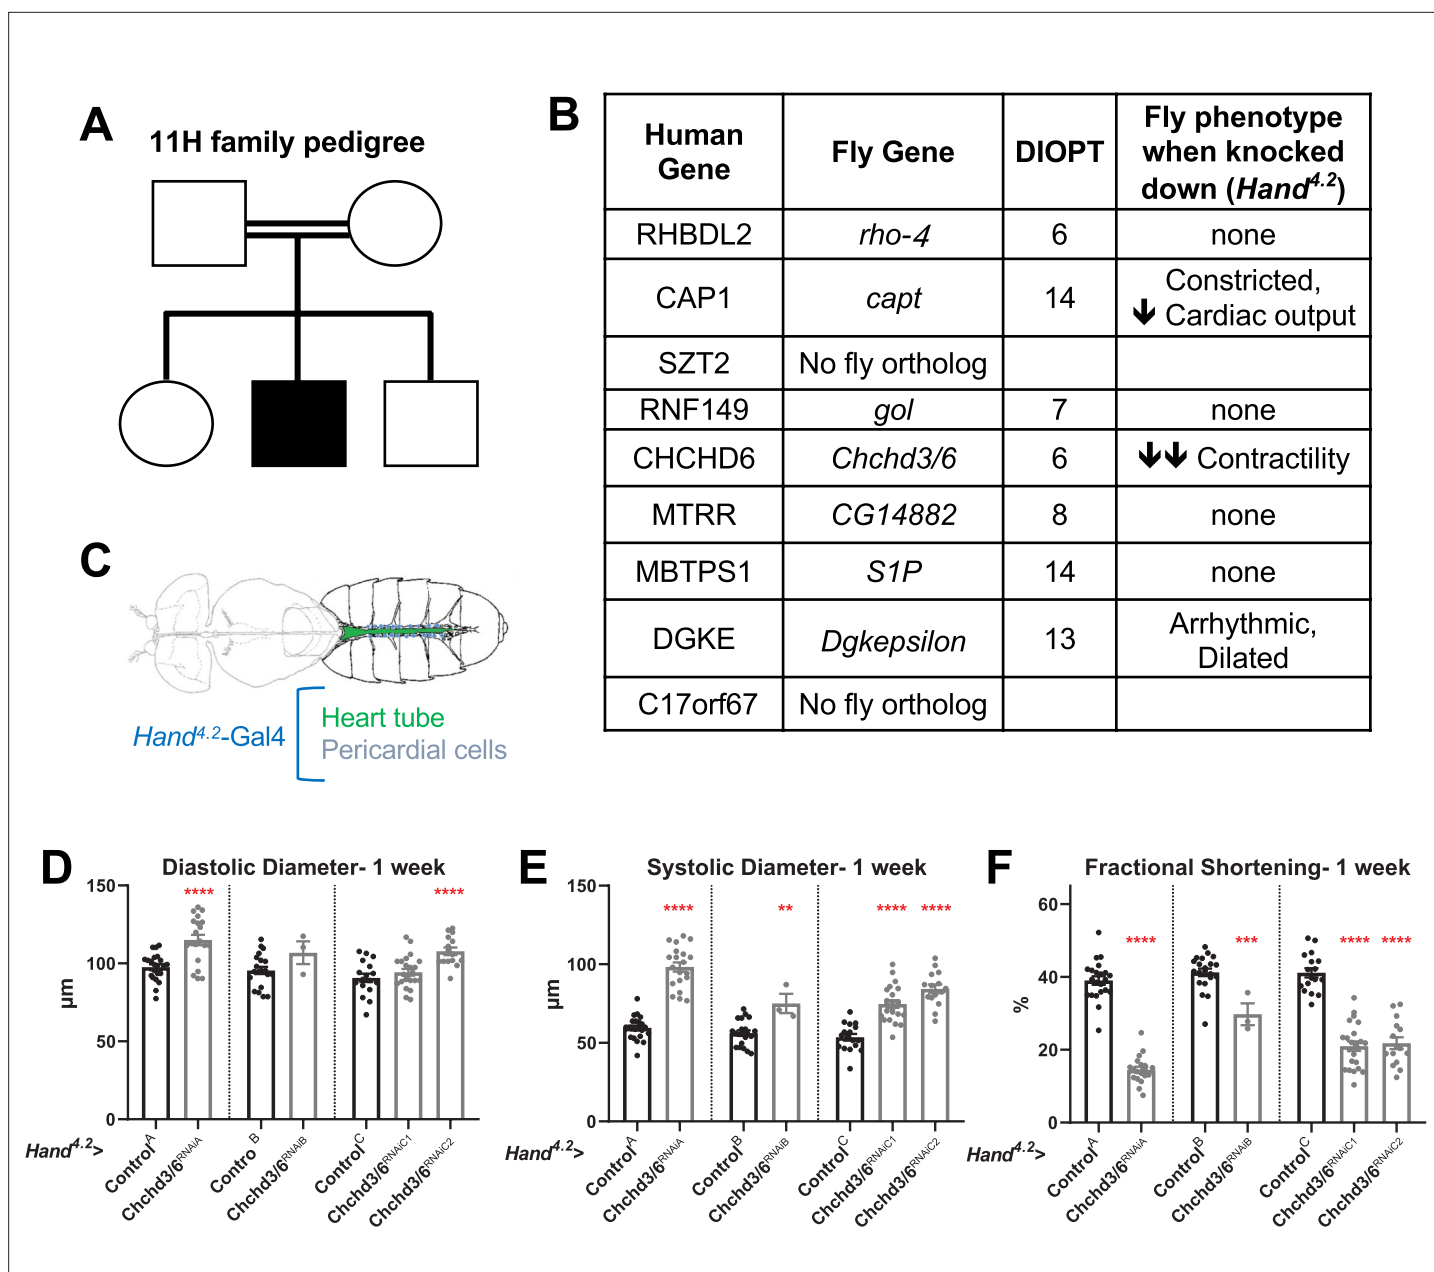 A
11H family pedigree
B
Human Gene
Fly Gene
DIOPT
Fly phenotype
when knocked
down (Hand4.2)
RHBDL2 rho-4 6 none
CAP1 capt 14 Constricted,
🡻 Cardiac output
SZT2 No fly ortholog
RNF149 gol 7 none
CHCHD6 Chchd3/6 6 🡻🡻 Contractility
MTRR CG14882 8 none
MBTPS1 S1P 14 none
DGKE Dgkepsilon 13 Arrhythmic,
Dilated
C17orf67 No fly ortholog
C
Hand4.2-Gal4
Heart tube
Pericardial cells
D
Diastolic Diameter- 1 week
150
100
50
0
µm
**** ****
Hand4.2>
ControlA
Chchd3/6RNAiA
ControB
Chchd3/6RNAiB
ControlC
Chchd3/6RNAiC1
Chchd3/6RNAiC2
E
Systolic Diameter- 1 week
150
100
50
0
µm
**** ** **** ****
Hand4.2>
ControlA
Chchd3/6RNAiA
ControlB
Chchd3/6RNAiB
ControlC
Chchd3/6RNAiC1
Chchd3/6RNAiC2
F
Fractional Shortening- 1 week
60
40
20
0
%
**** *** **** ****
Hand4.2>
ControlA
Chchd3/6RNAiA
ControlB
Chchd3/6RNAiB
ControlC
Chchd3/6RNAiC1
Chchd3/6RNAiC2